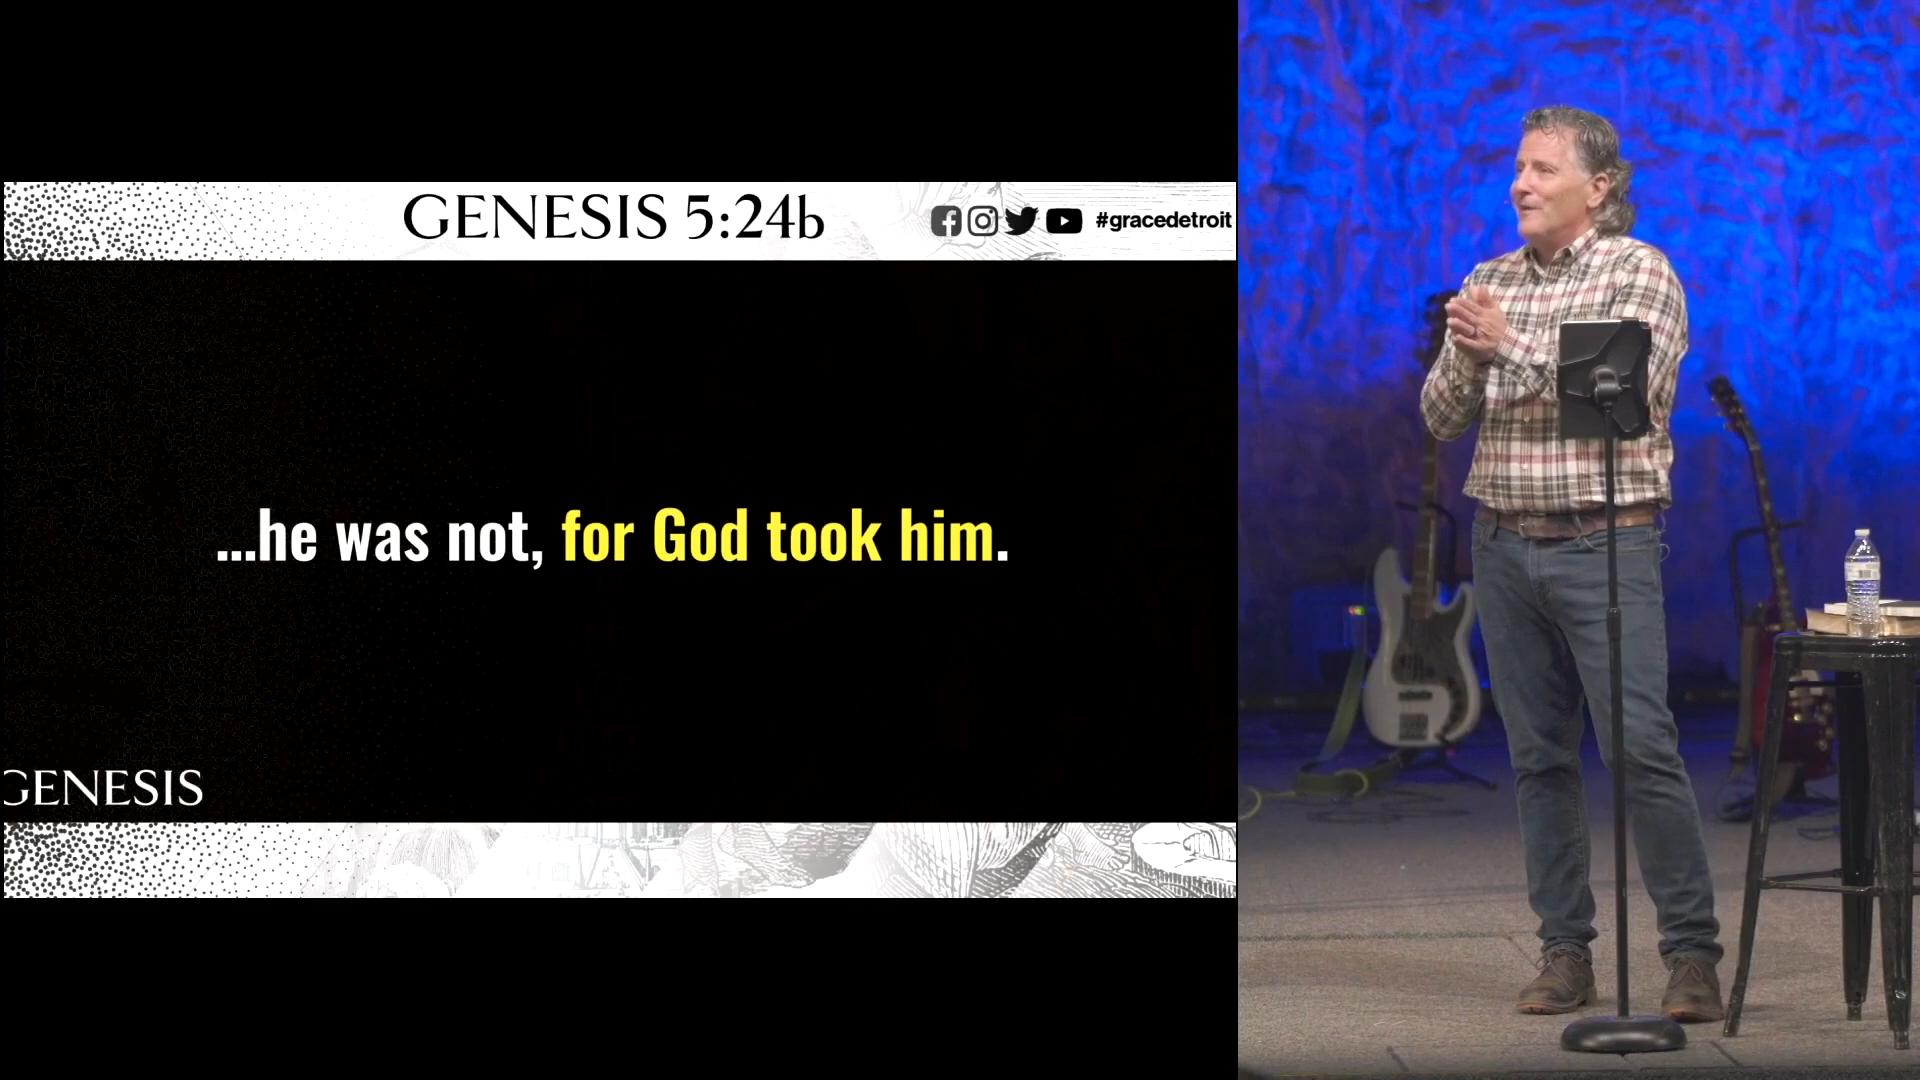 GENESIS 5:24b
#gracedetroit
...he was not, for God took him.
GENESIS